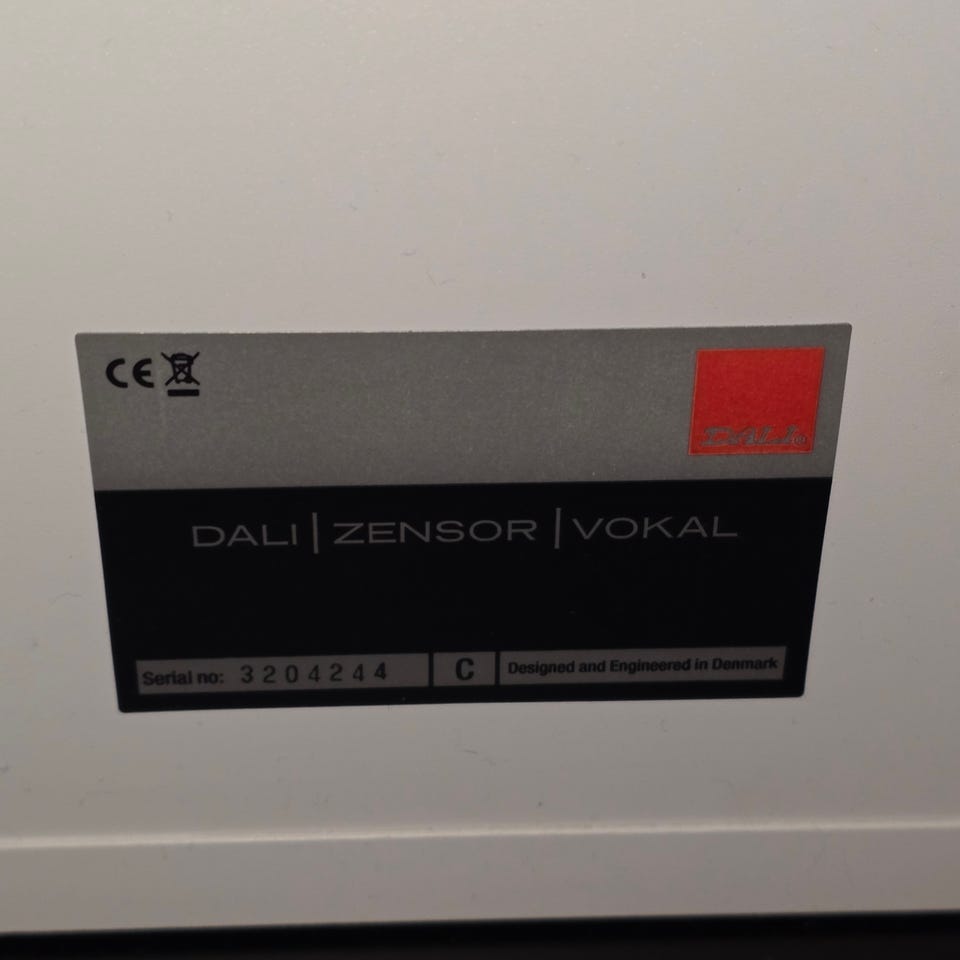 CE
DALI®
DALI | ZENSOR | VOKAL
Serial no: 3204244 C Designed and Engineered in Denmark